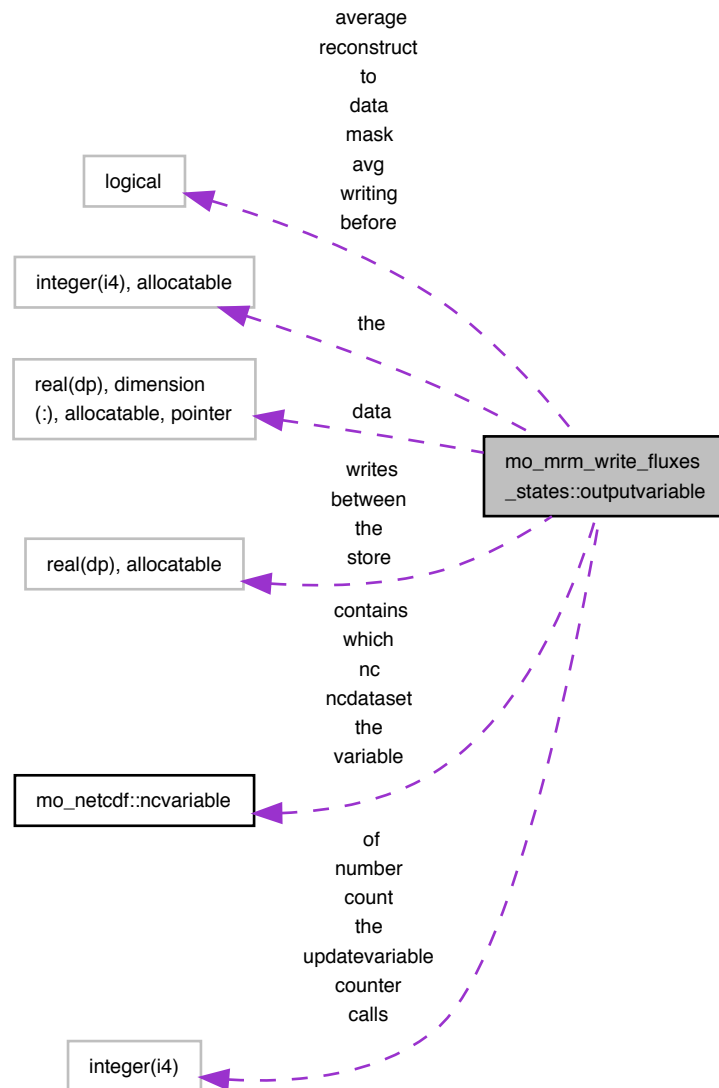 average
reconstruct
to
data
mask
avg
writing
before
logical
integer(i4), allocatable
the
real(dp), dimension
(:), allocatable, pointer
data
mo_mrm_write_fluxes
_states::outputvariable
writes
between
the
store
real(dp), allocatable
contains
which
nc
ncdataset
the
variable
mo_netcdf::ncvariable
of
number
count
the
updatevariable
counter
calls
integer(i4)